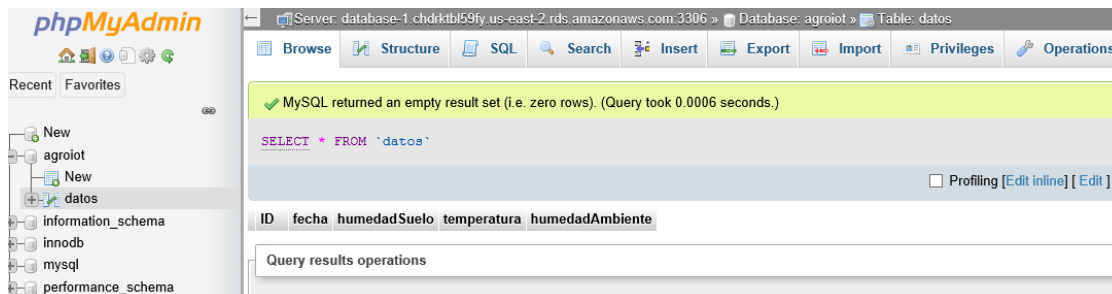 phpMyAdmin
Recent Favorites
New
agroiot
New
datos
information_schema
innodb
mysql
performance_schema
Server: database-1.chdrktbl59fy.us-east-2.rds.amazonaws.com:3306 » Database: agroiot » Table: datos
Browse Structure SQL Search Insert Export Import Privileges Operations
MySQL returned an empty result set (i.e. zero rows). (Query took 0.0006 seconds.)
SELECT * FROM `datos`
Profiling [Edit inline] [ Edit ]
ID fecha humedadSuelo temperatura humedadAmbiente
Query results operations